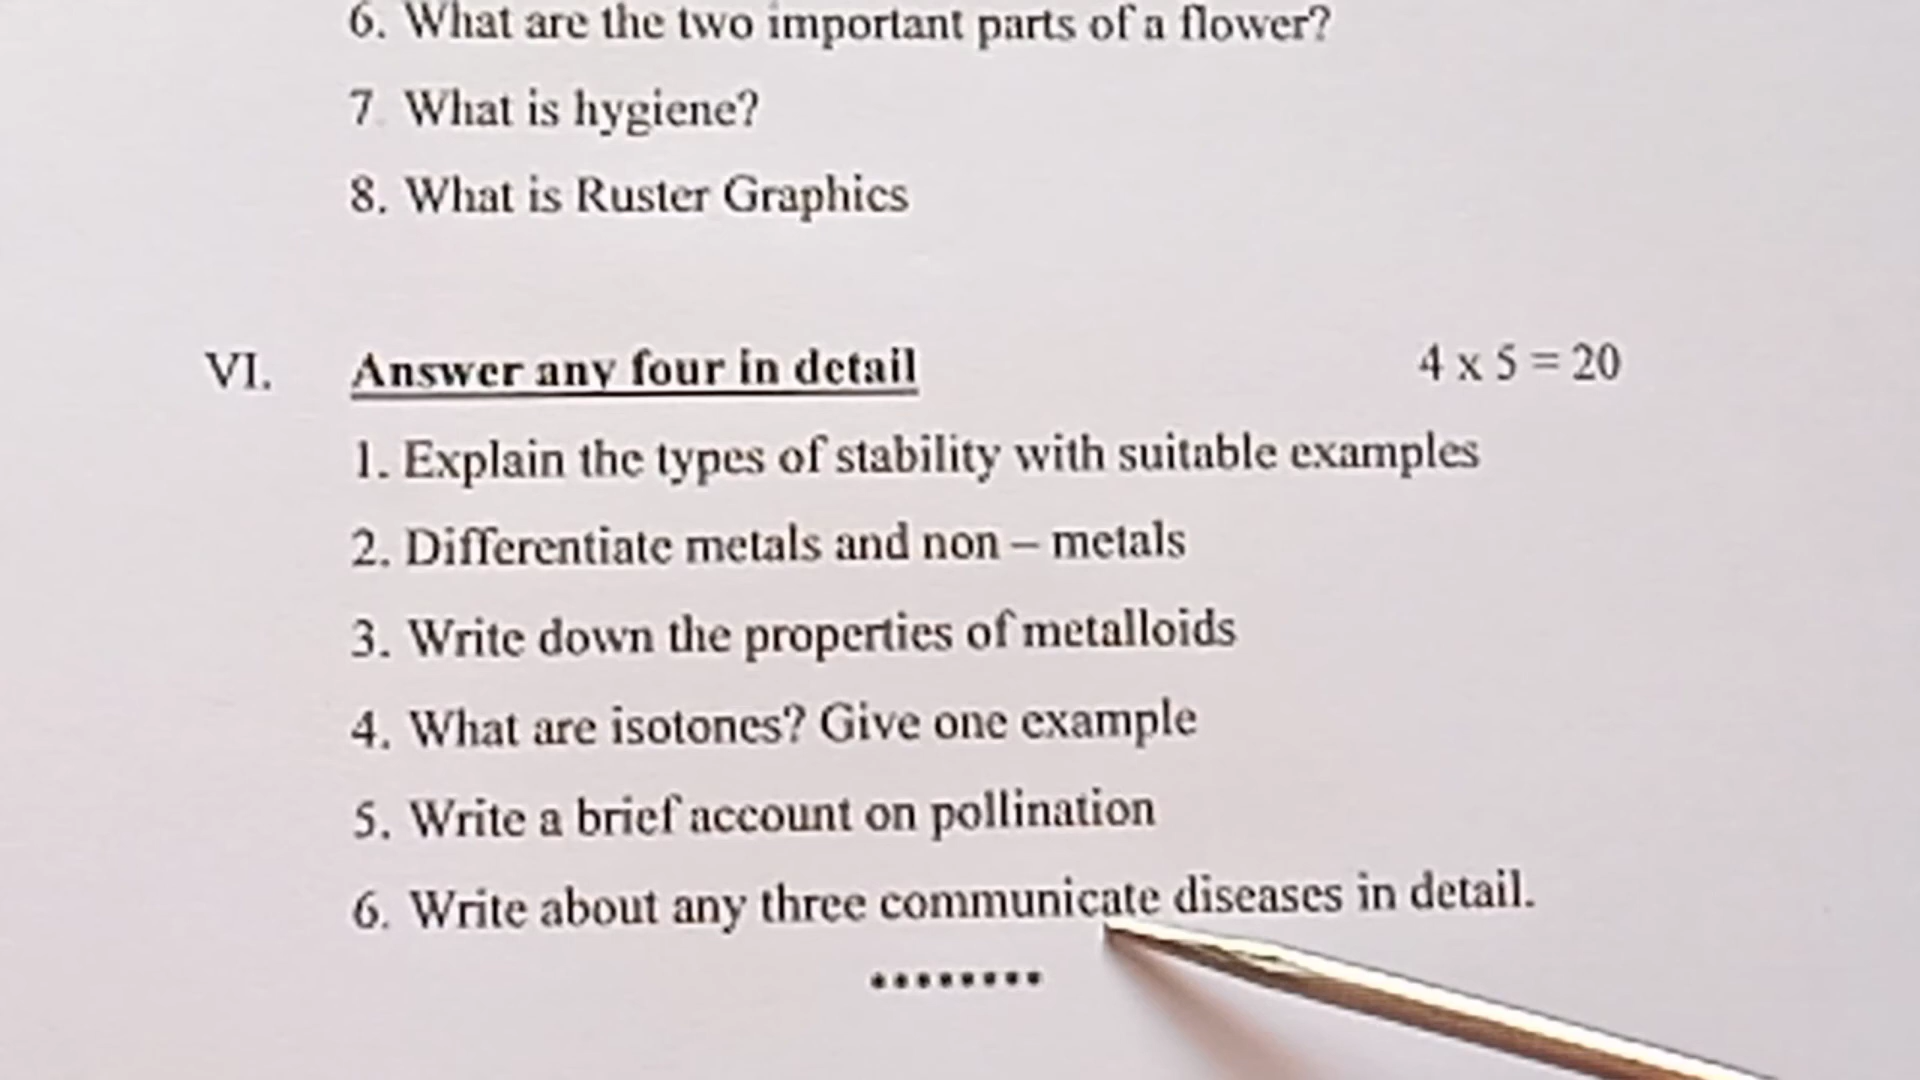 6. What are the two important parts of a flower?
7. What is hygiene?
8. What is Ruster Graphics
VI. Answer any four in detail 4 x 5 = 20
1. Explain the types of stability with suitable examples
2. Differentiate metals and non – metals
3. Write down the properties of metalloids
4. What are isotones? Give one example
5. Write a brief account on pollination
6. Write about any three communicate diseases in detail.
********